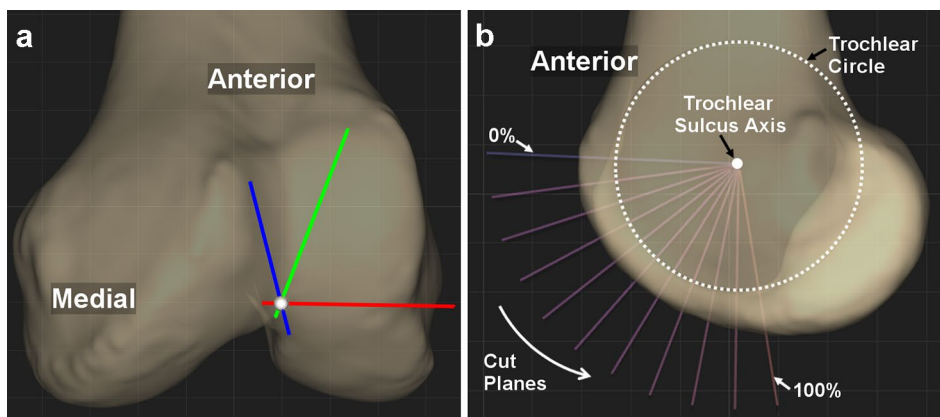 a
Anterior
Medial
b
Anterior
Trochlear
Circle
Trochlear
Sulcus Axis
0%
Cut
Planes
100%